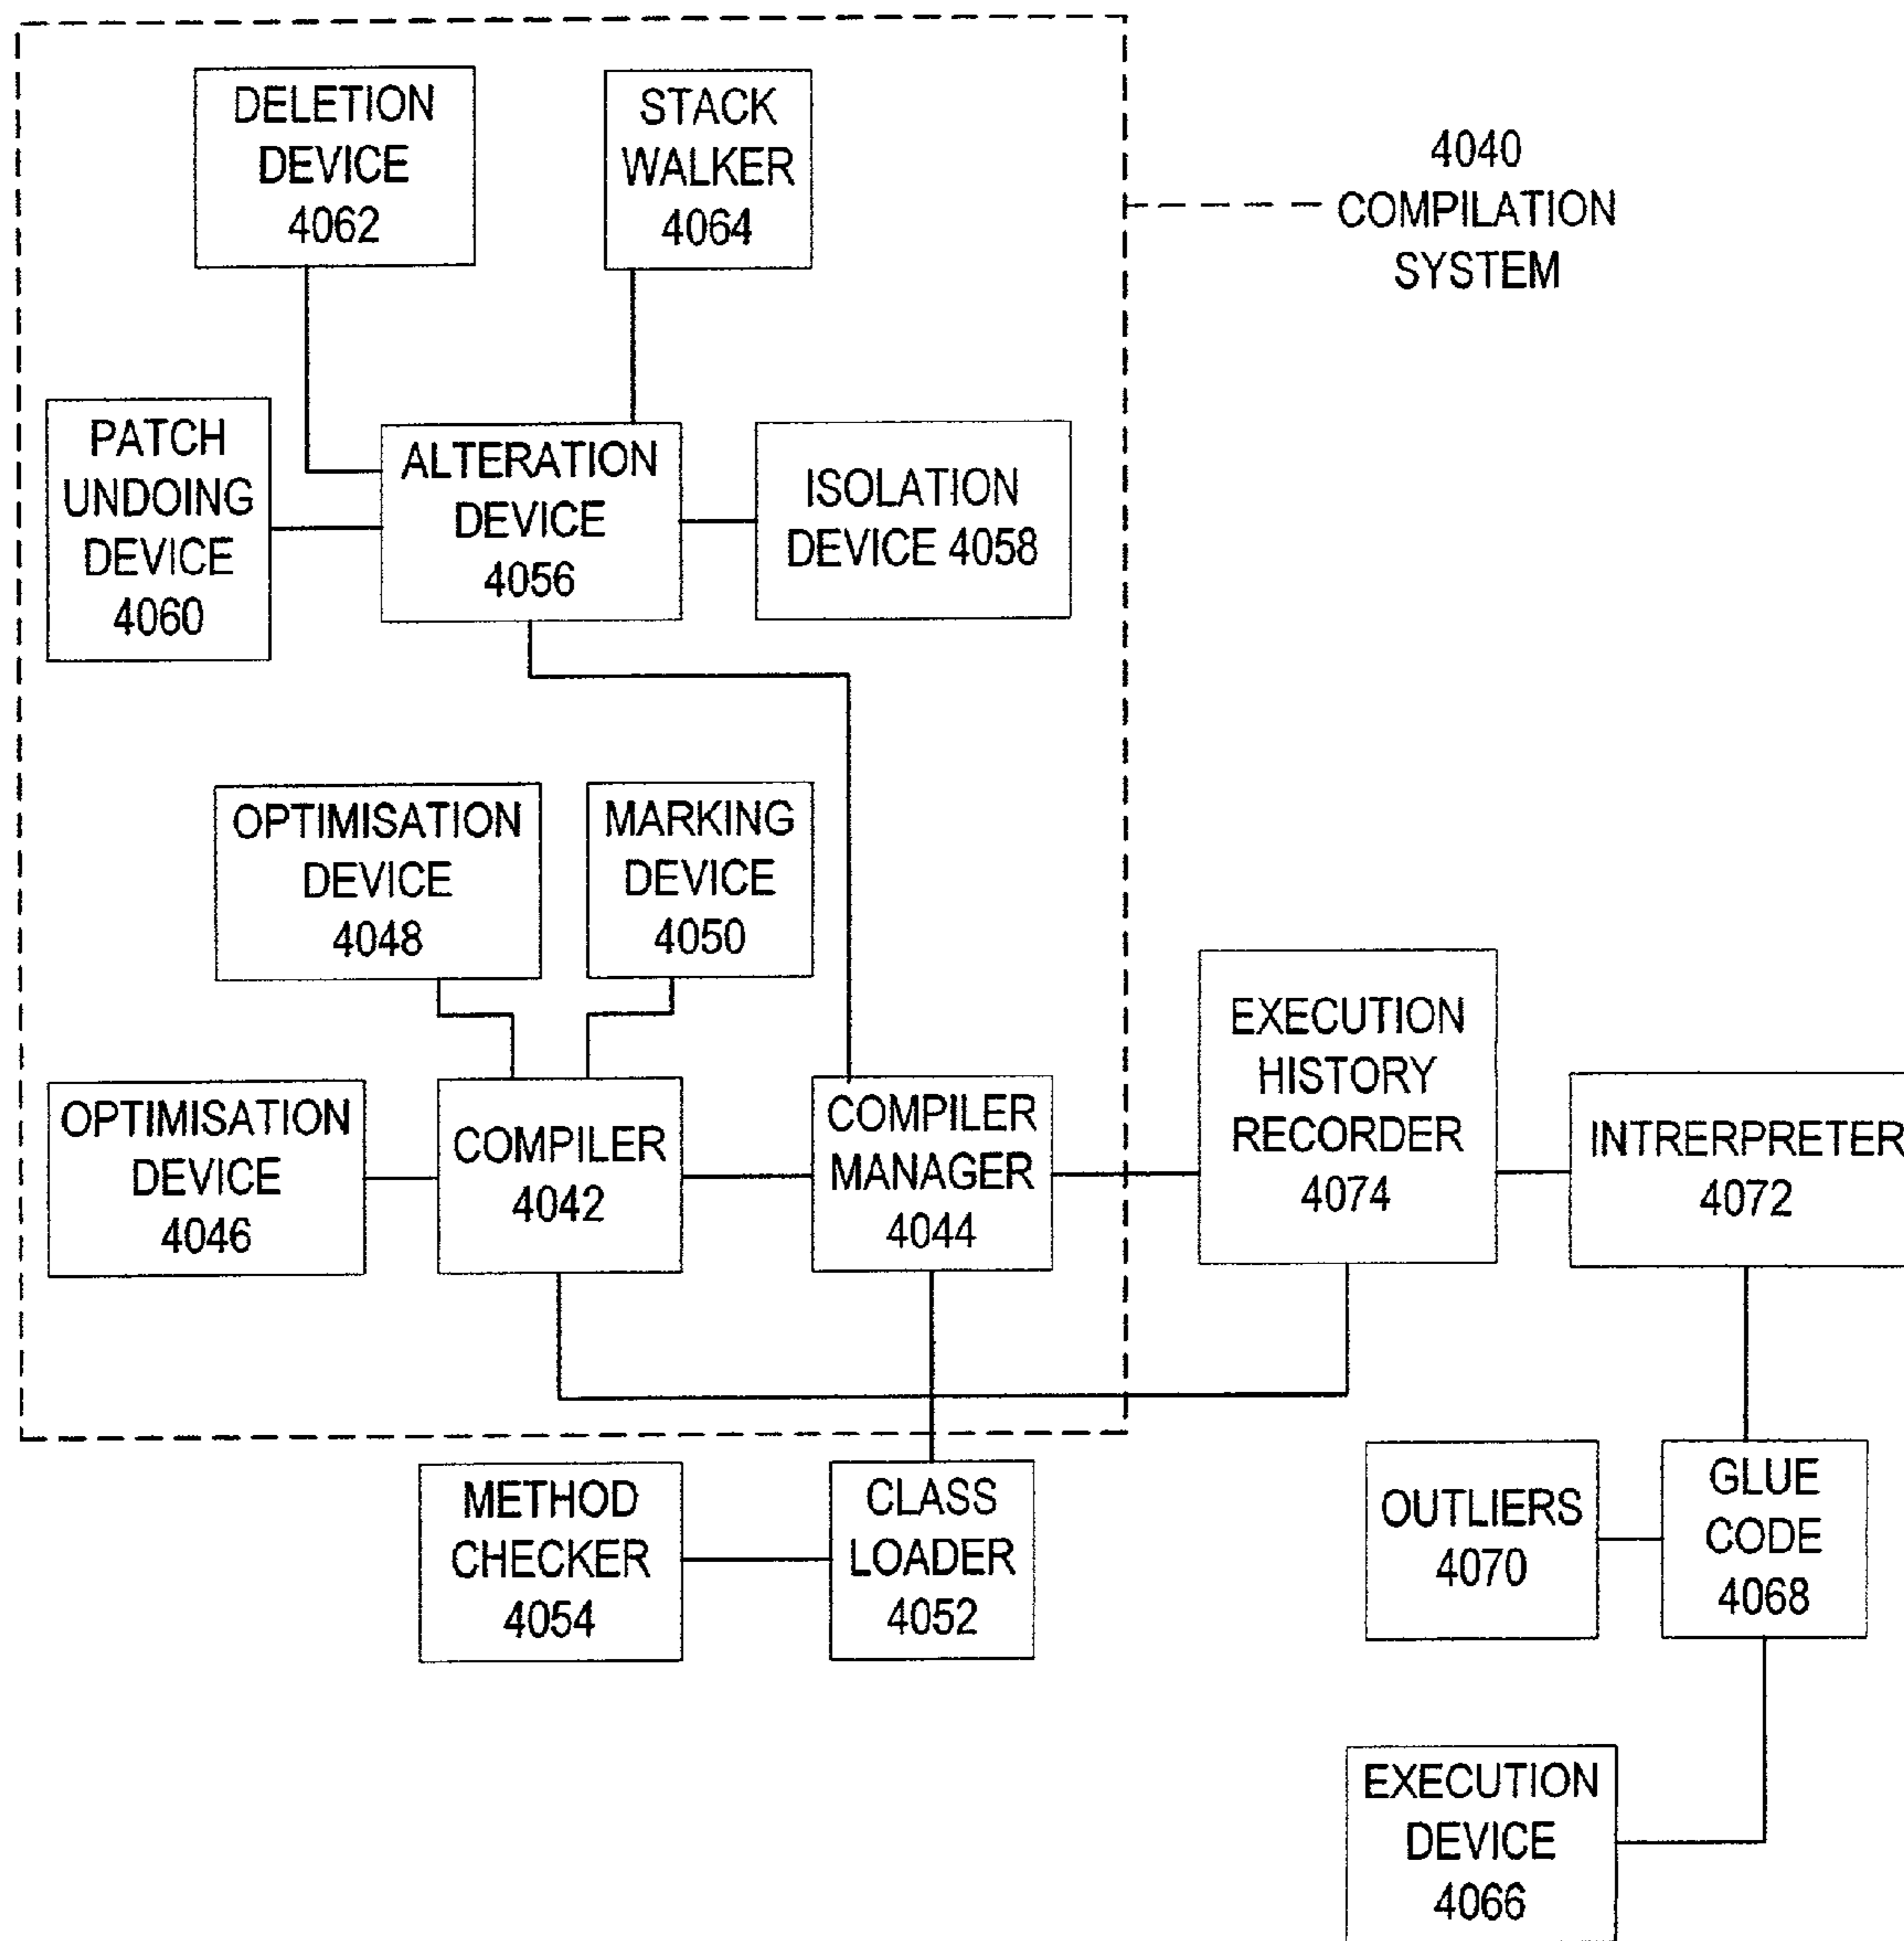 DELETION
DEVICE
4062
STACK
WALKER
4064
4040
COMPILATION
SYSTEM
PATCH
UNDOING
DEVICE
4060
ALTERATION
DEVICE
4056
ISOLATION
DEVICE 4058
OPTIMISATION
DEVICE
4048
MARKING
DEVICE
4050
OPTIMISATION
DEVICE
4046
COMPILER
4042
COMPILER
MANAGER
4044
EXECUTION
HISTORY
RECORDER
4074
INTRERPRETER
4072
METHOD
CHECKER
4054
CLASS
LOADER
4052
OUTLIERS
4070
GLUE
CODE
4068
EXECUTION
DEVICE
4066